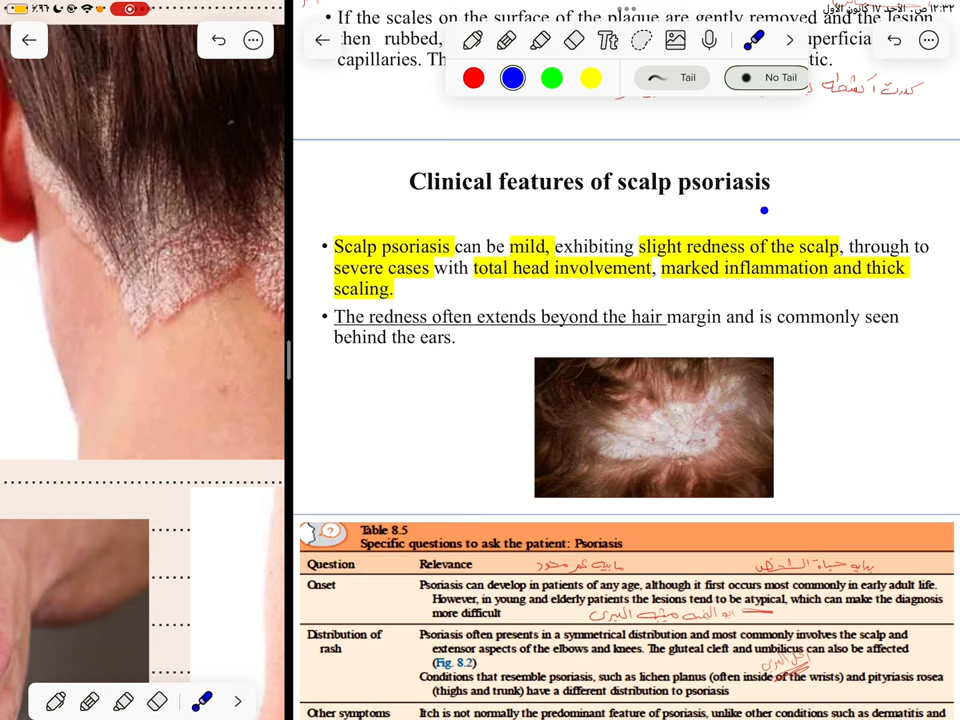 ١٢:٣٢ ص، الأحد ١٧ كانون الأول
• If the scales on the surface of the plaque are gently removed and the lesion
then rubbed,
capillaries. Th
tic.
Tail
No Tail
Clinical features of scalp psoriasis
• Scalp psoriasis can be mild, exhibiting slight redness of the scalp, through to
severe cases with total head involvement, marked inflammation and thick
scaling.
• The redness often extends beyond the hair margin and is commonly seen
behind the ears.
Table 8.5
Specific questions to ask the patient: Psoriasis
Question Relevance
Onset Psoriasis can develop in patients of any age, although it first occurs most commonly in early adult life.
However, in young and elderly patients the lesions tend to be atypical, which can make the diagnosis
more difficult
Distribution of Psoriasis often presents in a symmetrical distribution and most commonly involves the scalp and
rash extensor aspects of the elbows and knees. The gluteal cleft and umbilicus can also be affected
(Fig. 8.2)
Conditions that resemble psoriasis, such as lichen planus (often inside of the wrists) and pityriasis rosea
(thighs and trunk) have a different distribution to psoriasis
Other symptoms Itch is not normally the predominant feature of psoriasis, unlike other conditions such as dermatitis and